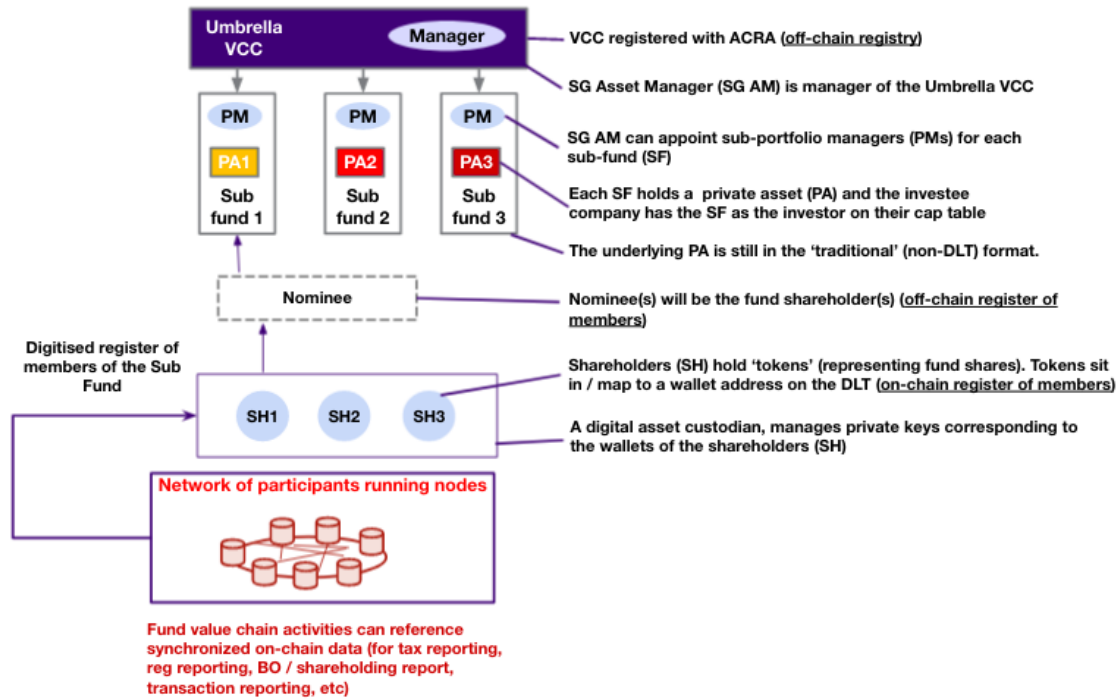 Umbrella
VCC
Manager
VCC registered with ACRA (off-chain registry)
SG Asset Manager (SG AM) is manager of the Umbrella VCC
PM
PM
PM
SG AM can appoint sub-portfolio managers (PMs) for each
sub-fund (SF)
PA1
PA2
PA3
Sub
fund 1
Sub
fund 2
Sub
fund 3
Each SF holds a private asset (PA) and the investee
company has the SF as the investor on their cap table
The underlying PA is still in the ‘traditional’ (non-DLT) format.
Nominee
Nominee(s) will be the fund shareholder(s) (off-chain register of
members)
Digitised register of
members of the Sub
Fund
Shareholders (SH) hold ‘tokens’ (representing fund shares). Tokens sit
in / map to a wallet address on the DLT (on-chain register of members)
SH1
SH2
SH3
A digital asset custodian, manages private keys corresponding to
the wallets of the shareholders (SH)
Network of participants running nodes
Fund value chain activities can reference
synchronized on-chain data (for tax reporting,
reg reporting, BO / shareholding report,
transaction reporting, etc)